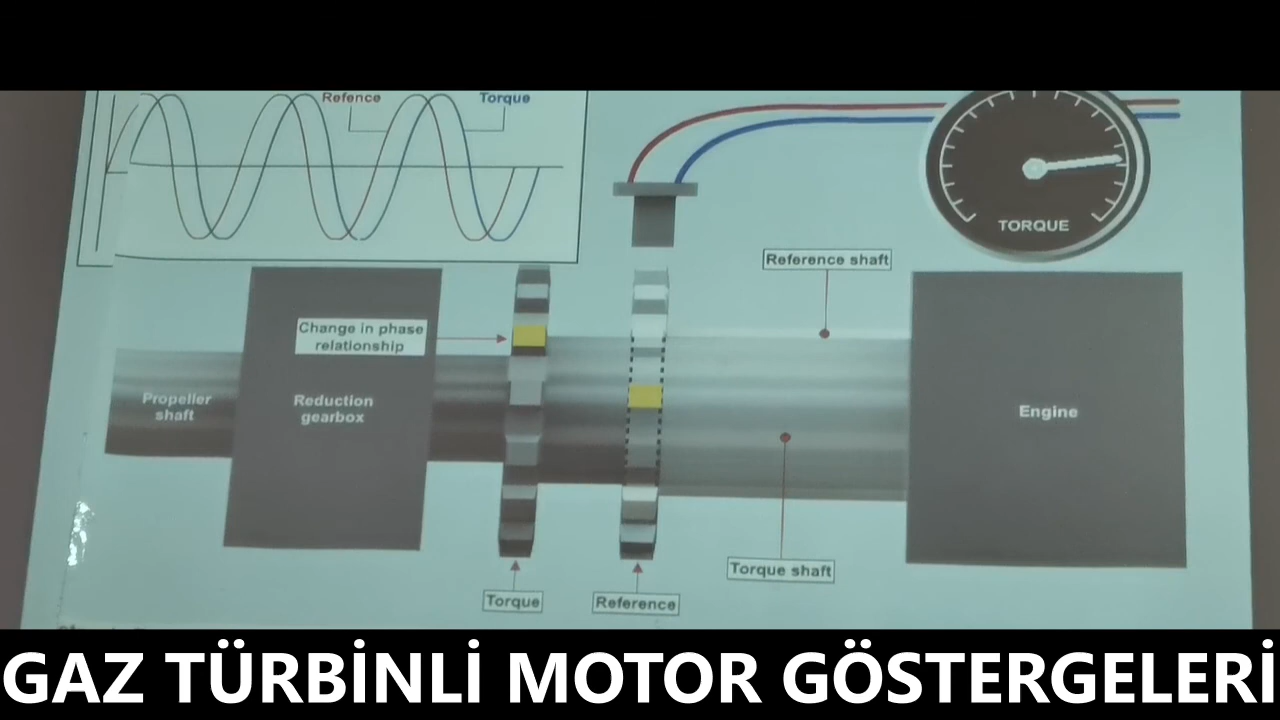 Refence
Torque
TORQUE
Reference shaft
Change in phase
relationship
Propeller
shaft
Reduction
gearbox
Engine
Torque shaft
Torque
Reference
GAZ TÜRBİNLİ MOTOR GÖSTERGELERİ